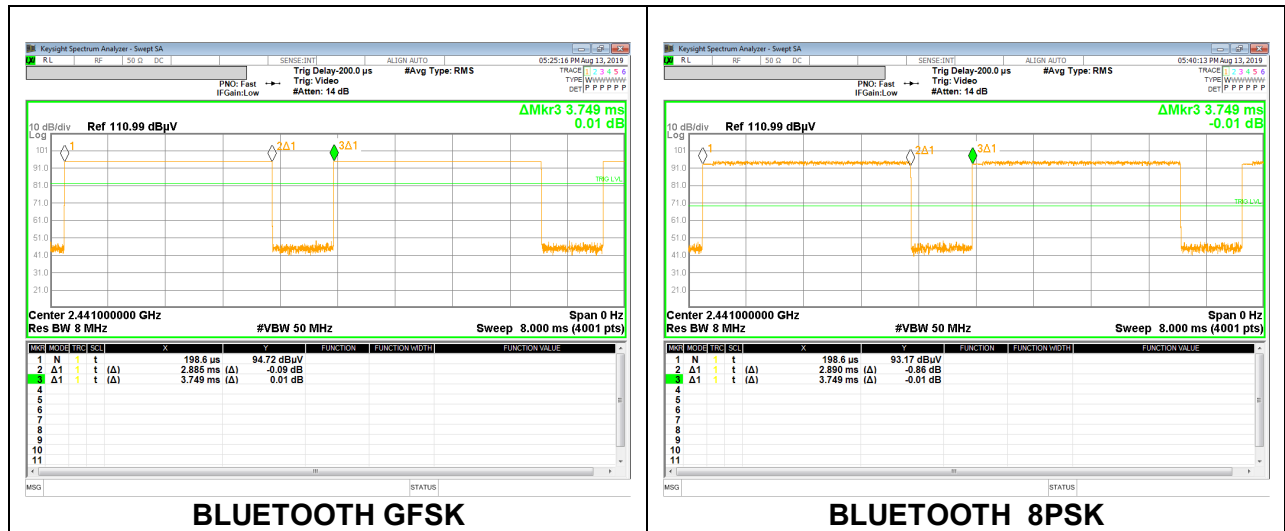 Keysight Spectrum Analyzer - Swept SA
RL RF 50 Ω DC SENSE:INT ALIGN AUTO 05:25:16 PM Aug 13, 2019
PNO: Fast
IFGain:Low
Trig Delay-200.0 µs
Trig: Video
#Atten: 14 dB
#Avg Type: RMS
TRACE 1 2 3 4 5 6
TYPE WWWWWW
DET P P P P P P
ΔMkr3 3.749 ms
0.01 dB
10 dB/div Ref 110.99 dBµV
Log
101
91.0
81.0
71.0
61.0
51.0
41.0
31.0
21.0
1
2Δ1
3Δ1
TRIG LVL
Center 2.441000000 GHz Span 0 Hz
Res BW 8 MHz #VBW 50 MHz Sweep 8.000 ms (4001 pts)
MKR MODE TRC SCL X Y FUNCTION FUNCTION WIDTH FUNCTION VALUE
1 N 1 t 198.6 µs 94.72 dBµV
2 Δ1 1 t (Δ) 2.885 ms (Δ) -0.09 dB
3 Δ1 1 t (Δ) 3.749 ms (Δ) 0.01 dB
4
5
6
7
8
9
10
11
MSG STATUS
BLUETOOTH GFSK
Keysight Spectrum Analyzer - Swept SA
RL RF 50 Ω DC SENSE:INT ALIGN AUTO 05:40:13 PM Aug 13, 2019
PNO: Fast
IFGain:Low
Trig Delay-200.0 µs
Trig: Video
#Atten: 14 dB
#Avg Type: RMS
TRACE 1 2 3 4 5 6
TYPE WWWWWW
DET P P P P P P
ΔMkr3 3.749 ms
-0.01 dB
10 dB/div Ref 110.99 dBµV
Log
101
91.0
81.0
71.0
61.0
51.0
41.0
31.0
21.0
1
2Δ1
3Δ1
TRIG LVL
Center 2.441000000 GHz Span 0 Hz
Res BW 8 MHz #VBW 50 MHz Sweep 8.000 ms (4001 pts)
MKR MODE TRC SCL X Y FUNCTION FUNCTION WIDTH FUNCTION VALUE
1 N 1 t 198.6 µs 93.17 dBµV
2 Δ1 1 t (Δ) 2.890 ms (Δ) -0.86 dB
3 Δ1 1 t (Δ) 3.749 ms (Δ) -0.01 dB
4
5
6
7
8
9
10
11
MSG STATUS
BLUETOOTH 8PSK